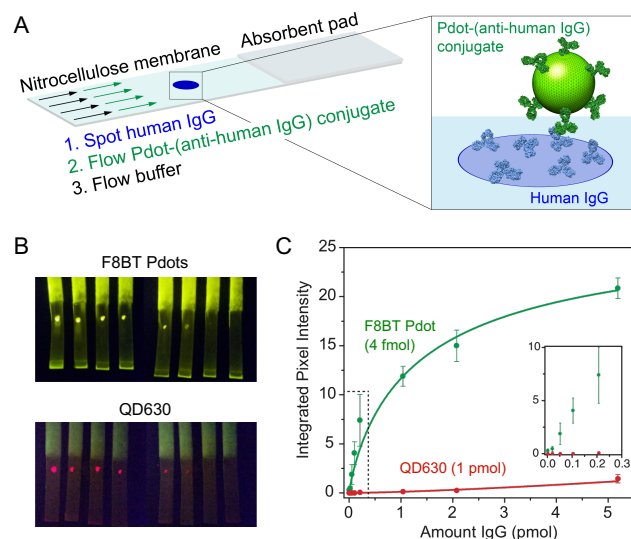 A
Absorbent pad
Nitrocellulose membrane
1. Spot human IgG
2. Flow Pdot-(anti-human IgG) conjugate
3. Flow buffer
Pdot-(anti-human IgG)
conjugate
Human IgG
B
F8BT Pdots
QD630
C
Integrated Pixel Intensity
25
20
15
10
5
0
F8BT Pdot
(4 fmol)
QD630 (1 pmol)
10
5
0
0.0 0.1 0.2 0.3
0 1 2 3 4 5
Amount IgG (pmol)